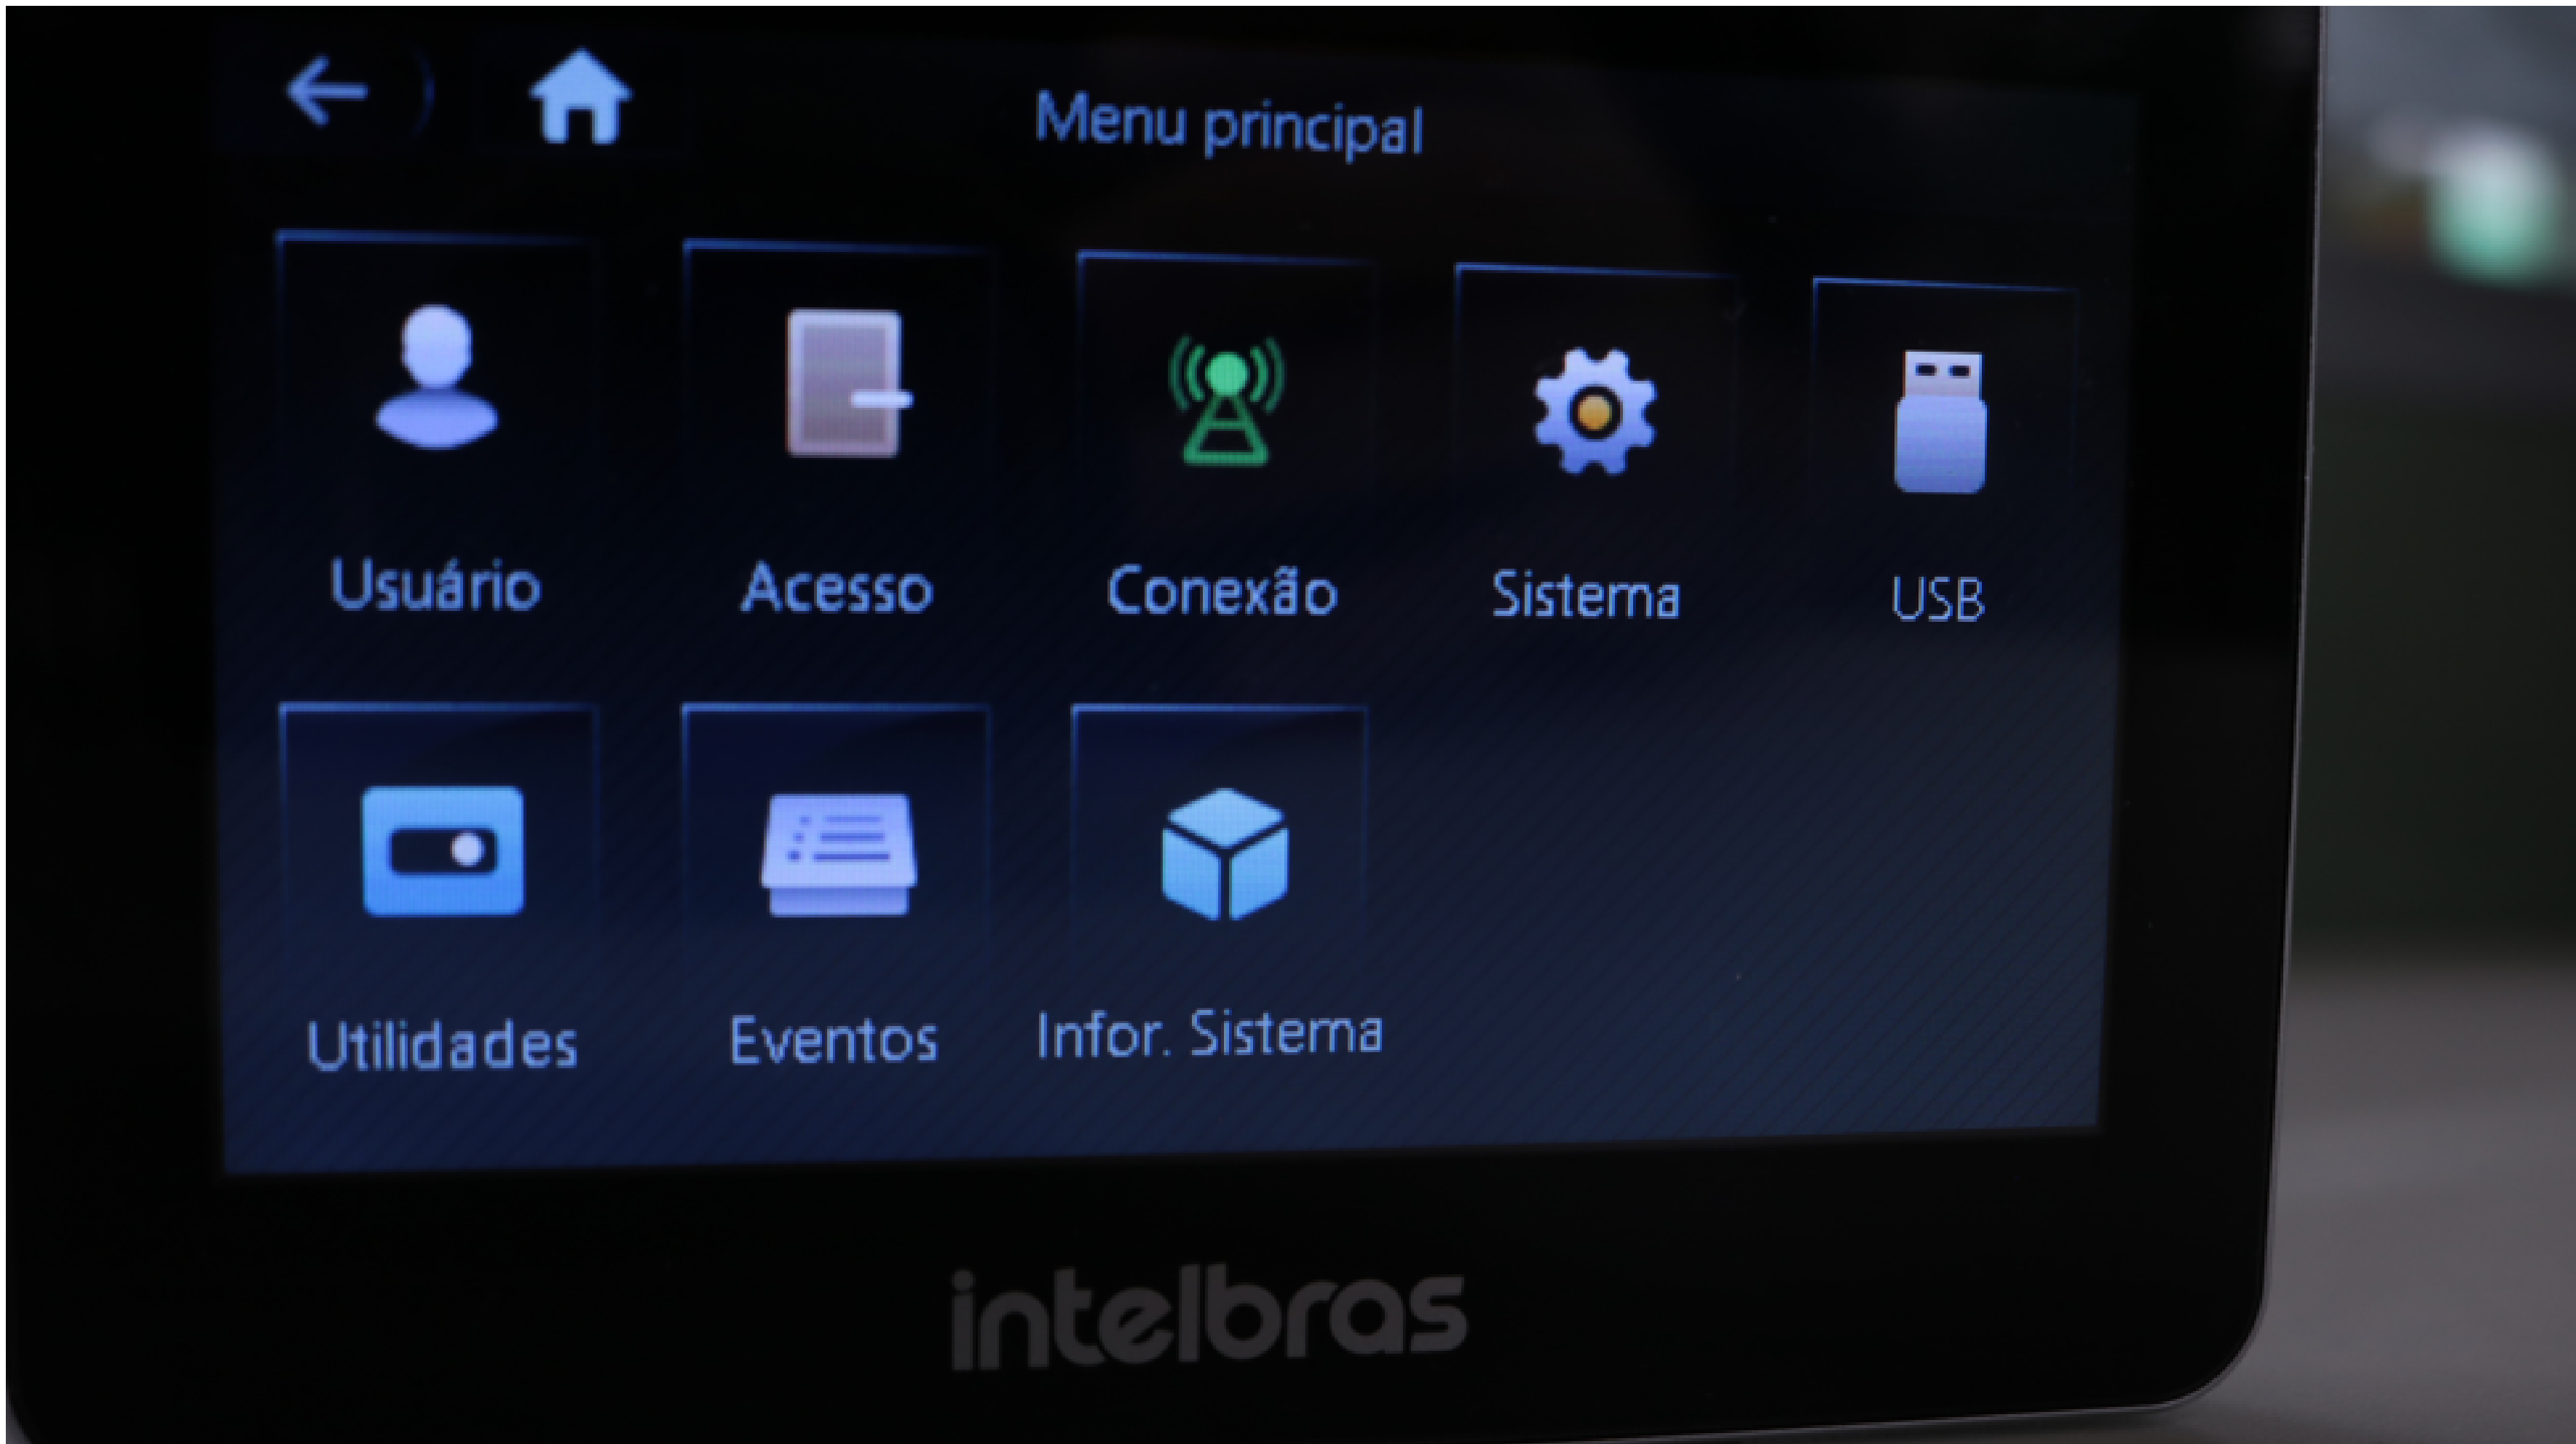 Menu principal
Usuário Acesso Conexão Sistema USB
Utilidades Eventos Infor. Sistema
intelbras